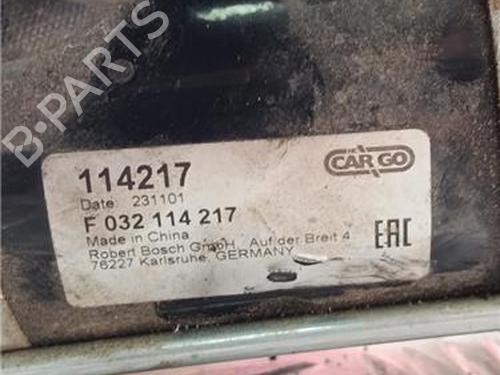 B-PARTS
HC
CARGO
114217
Date 231101
F 032 114 217
Made in China
Robert Bosch GmbH, Auf der Breit 4
76227 Karlsruhe, GERMANY
EAC